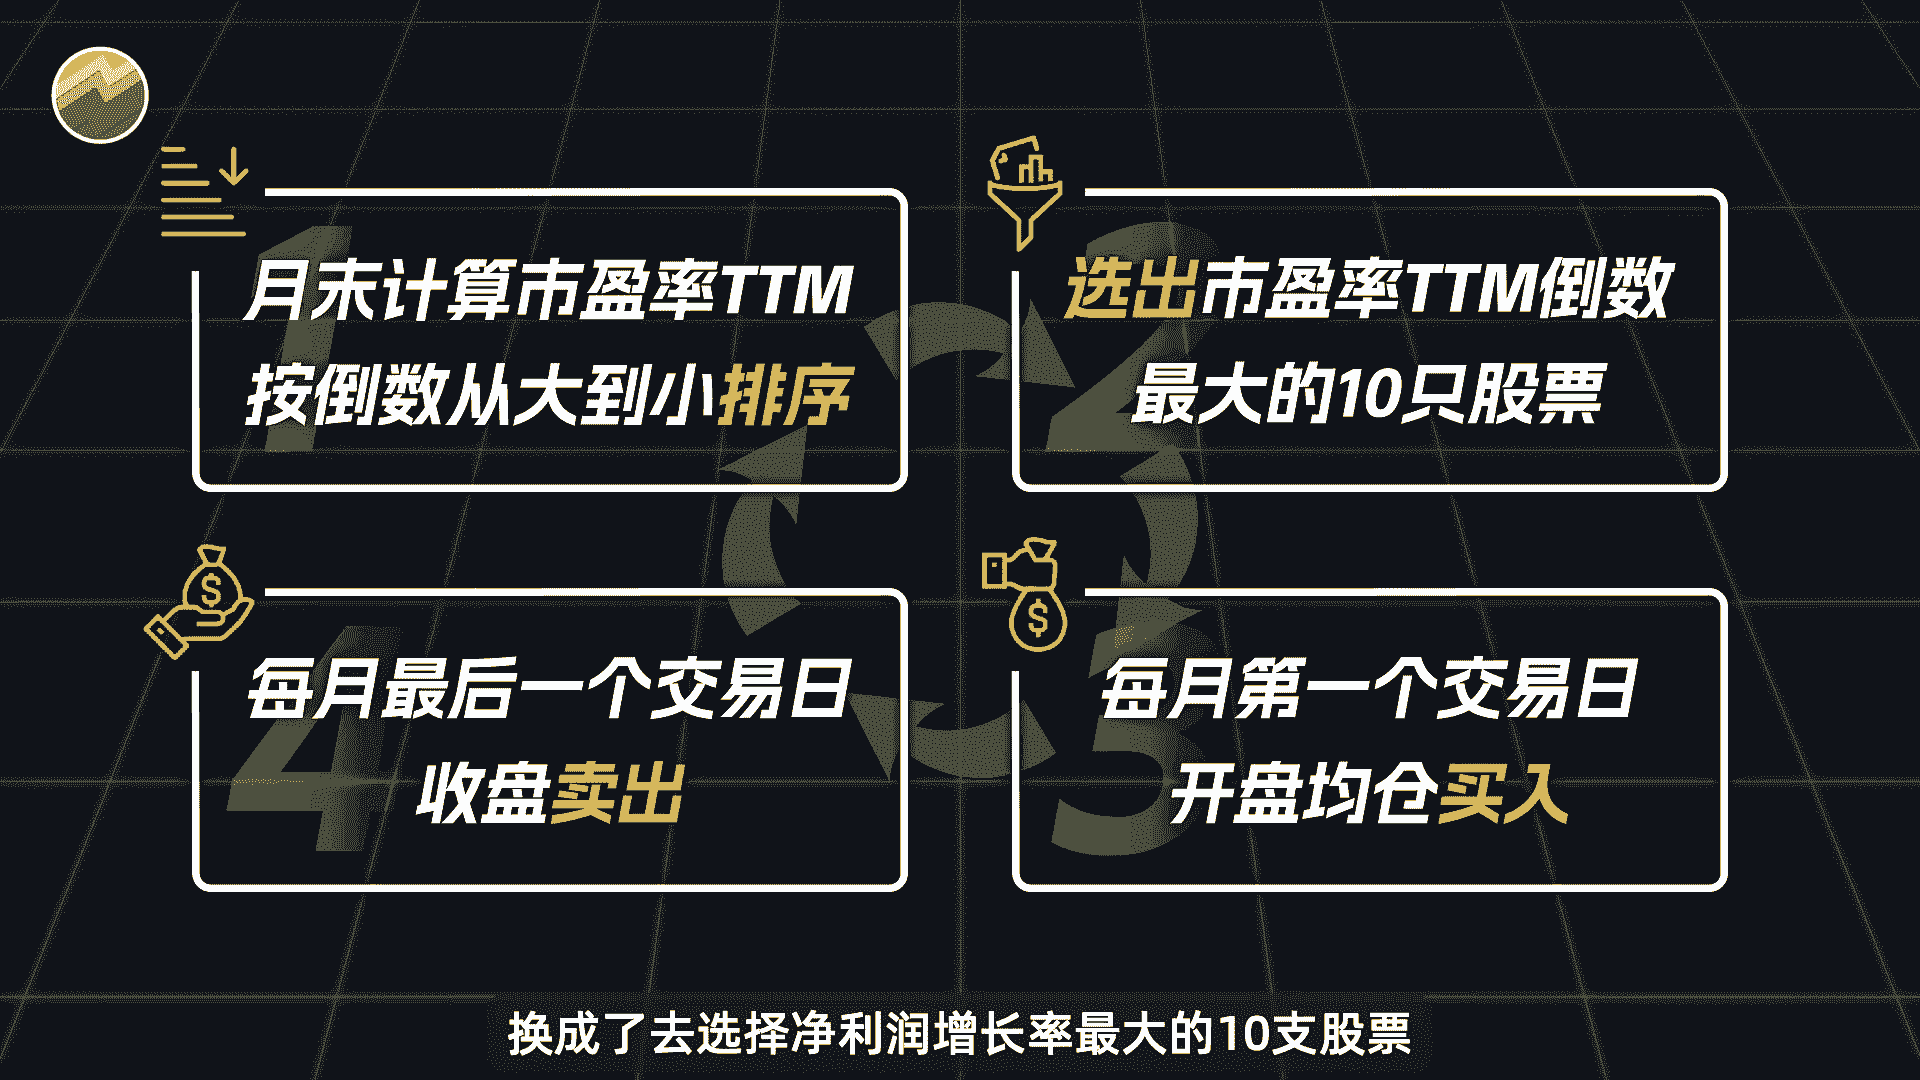 1
月末计算市盈率TTM
按倒数从大到小排序
2
选出市盈率TTM倒数
最大的10只股票
3
每月第一个交易日
开盘均仓买入
4
每月最后一个交易日
收盘卖出
换成了去选择净利润增长率最大的10支股票